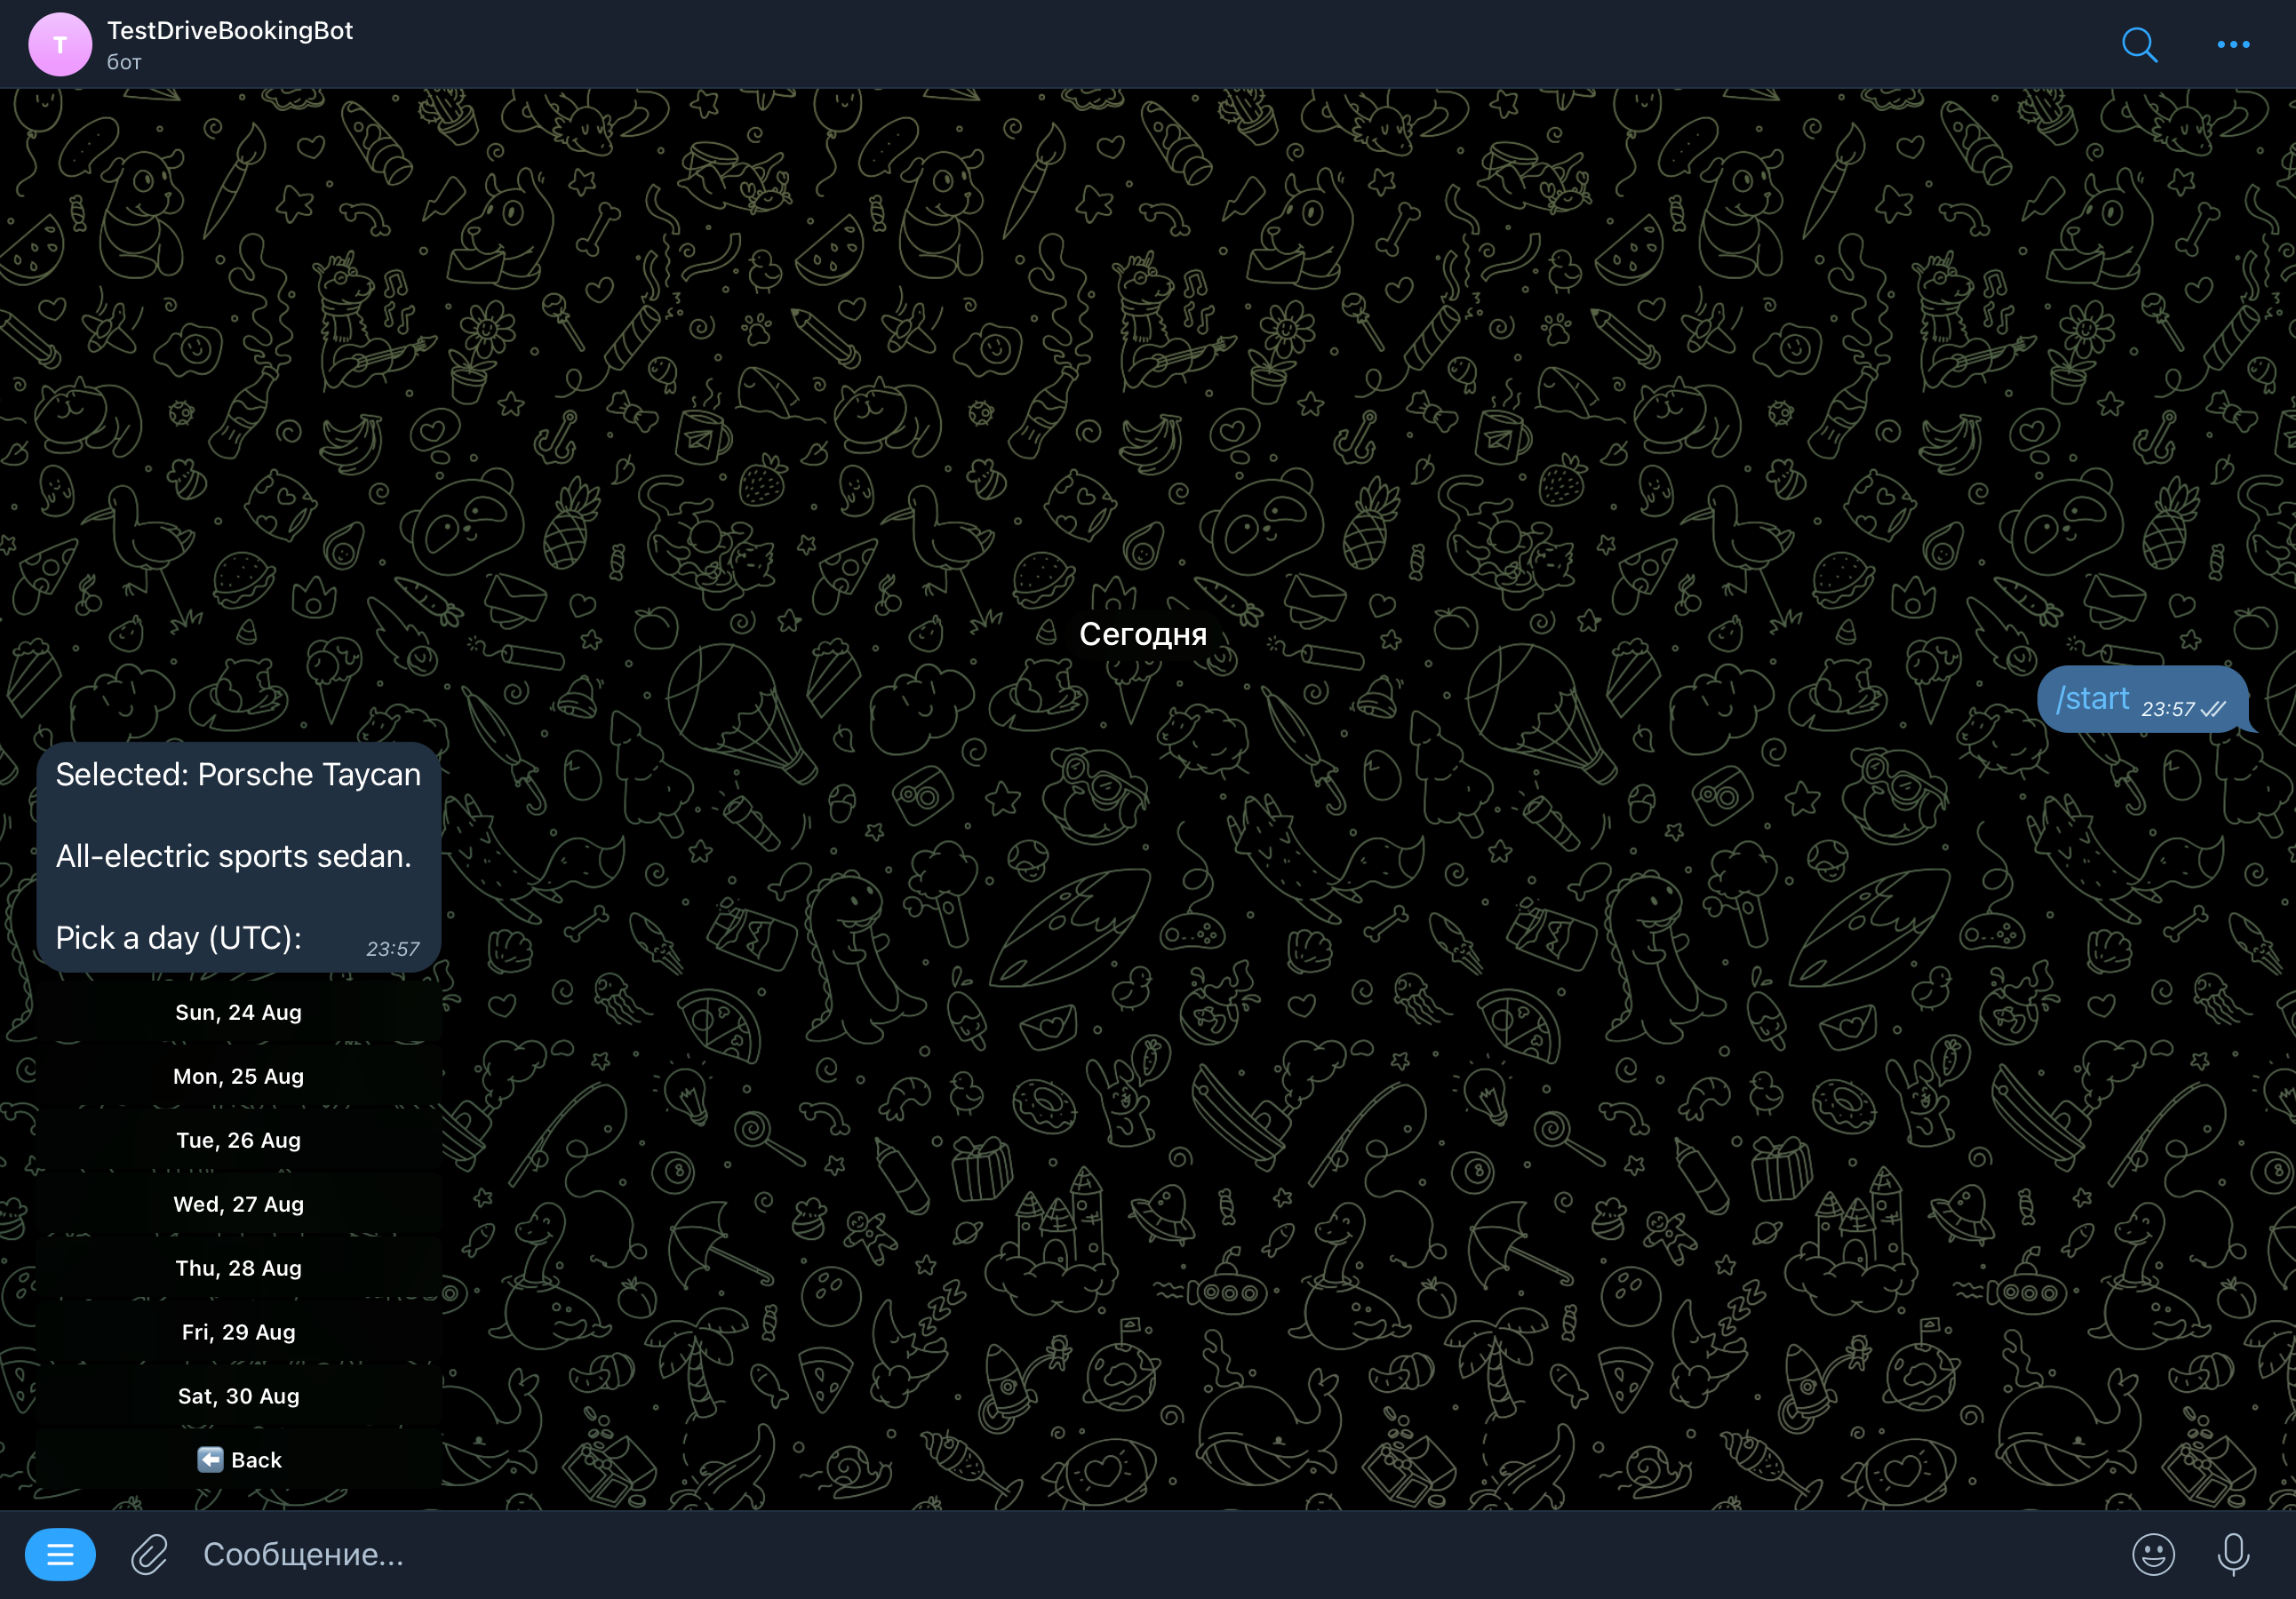 T
TestDriveBookingBot
бот
Сегодня
/start 23:57
Selected: Porsche Taycan
All-electric sports sedan.
Pick a day (UTC): 23:57
Sun, 24 Aug
Mon, 25 Aug
Tue, 26 Aug
Wed, 27 Aug
Thu, 28 Aug
Fri, 29 Aug
Sat, 30 Aug
⬅️ Back
Сообщение...